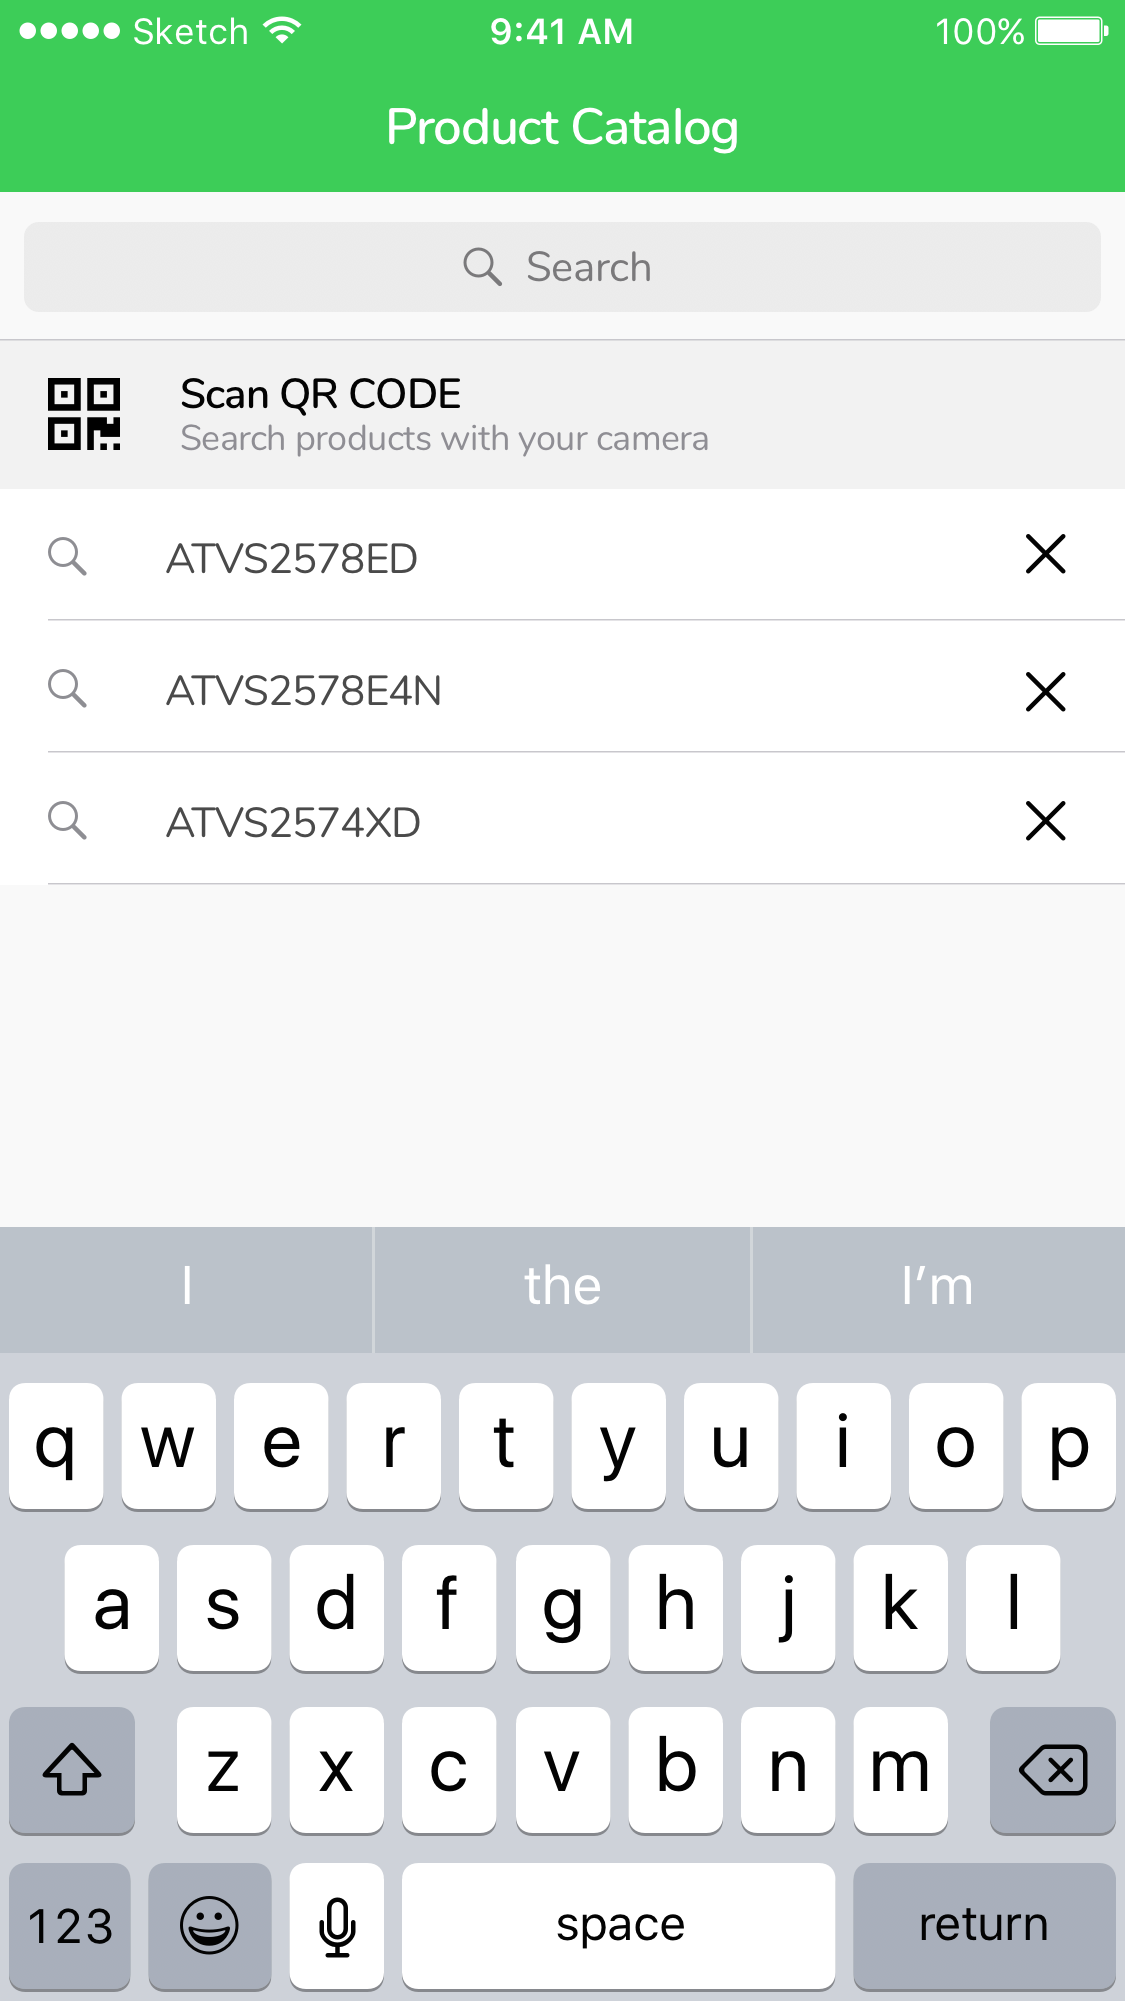 Sketch 9:41 AM 100%
Product Catalog
Search
Scan QR CODE
Search products with your camera
ATVS2578ED
ATVS2578E4N
ATVS2574XD
I the I’m
q w e r t y u i o p
a s d f g h j k l
z x c v b n m
123 space return